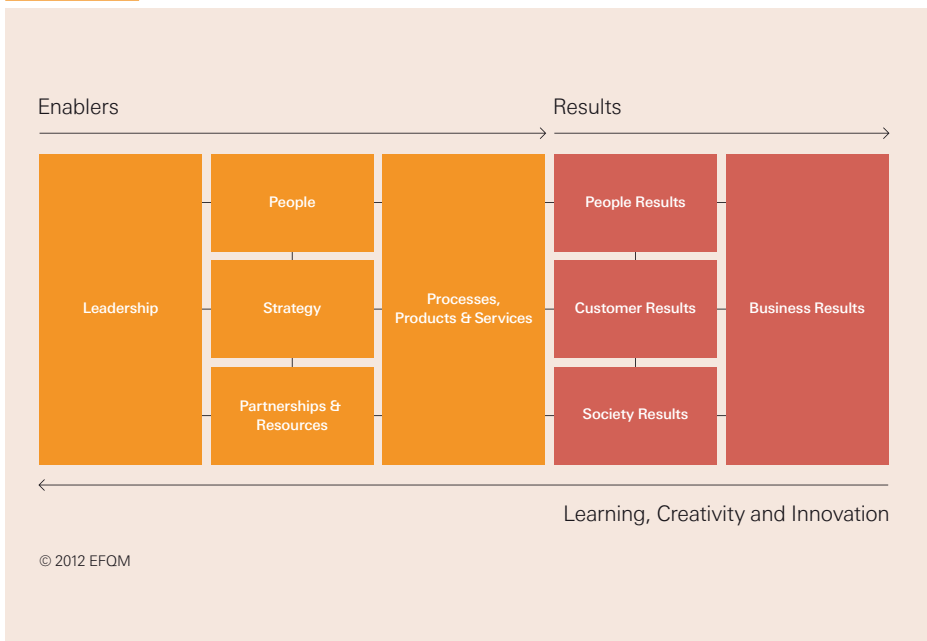 Enablers
Results
Leadership
People
Strategy
Partnerships &
Resources
Processes,
Products & Services
People Results
Customer Results
Society Results
Business Results
Learning, Creativity and Innovation
© 2012 EFQM